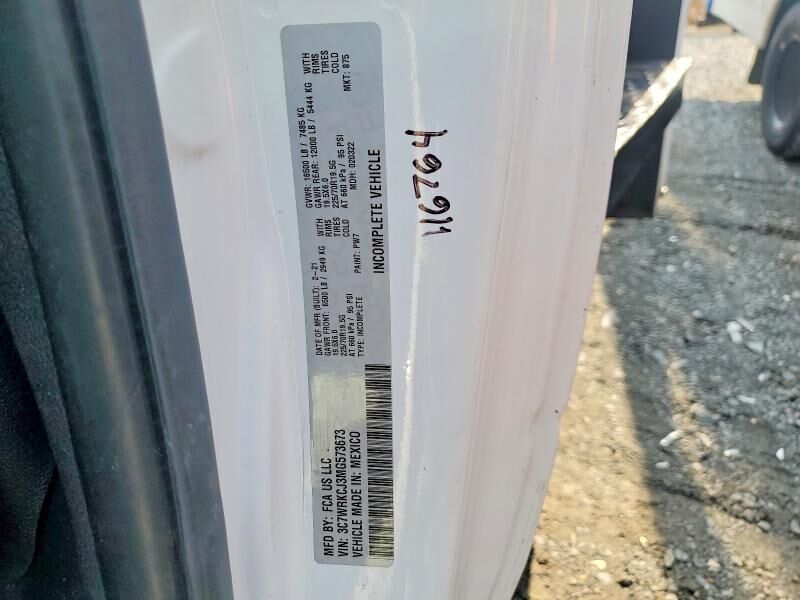 MFD BY: FCA US LLC .
DATE OF MFR (BUILT): 2-21
GVWR: 16500 LB / 7485 KG
GAWR FRONT: 6500 LB / 2949 KG
WITH
RIMS
TIRES
COLD
GAWR REAR: 12000 LB / 5444 KG
WITH
RIMS
TIRES
COLD
19.5X6.0
19.5X6.0
225/70R19.5G
225/70R19.5G
AT 660 kPa / 95 PSI
AT 660 kPa / 95 PSI
TYPE: INCOMPLETE
PAINT: PW7
MDH: 020322
MKT: 875
VIN: 3C7WRKCJ3MG573673
VEHICLE MADE IN: MEXICO
INCOMPLETE VEHICLE
116764